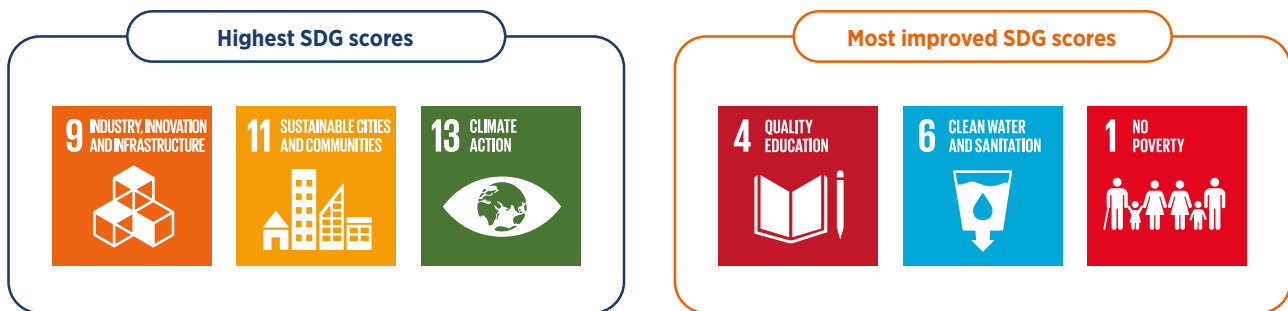 Highest SDG scores
9 INDUSTRY, INNOVATION
AND INFRASTRUCTURE
11 SUSTAINABLE CITIES
AND COMMUNITIES
13 CLIMATE
ACTION
Most improved SDG scores
4 QUALITY
EDUCATION
6 CLEAN WATER
AND SANITATION
1 NO
POVERTY